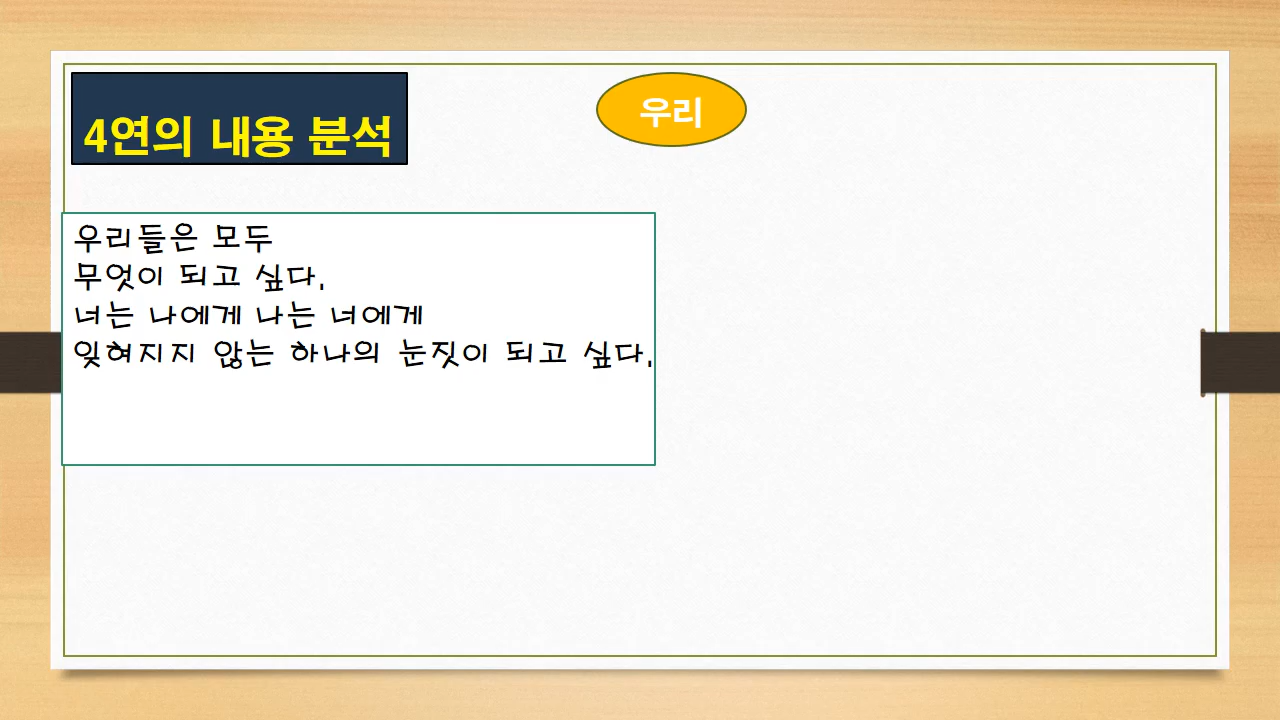 4연의 내용 분석
우리
우리들은 모두
무엇이 되고 싶다.
너는 나에게 나는 너에게
잊혀지지 않는 하나의 눈짓이 되고 싶다.